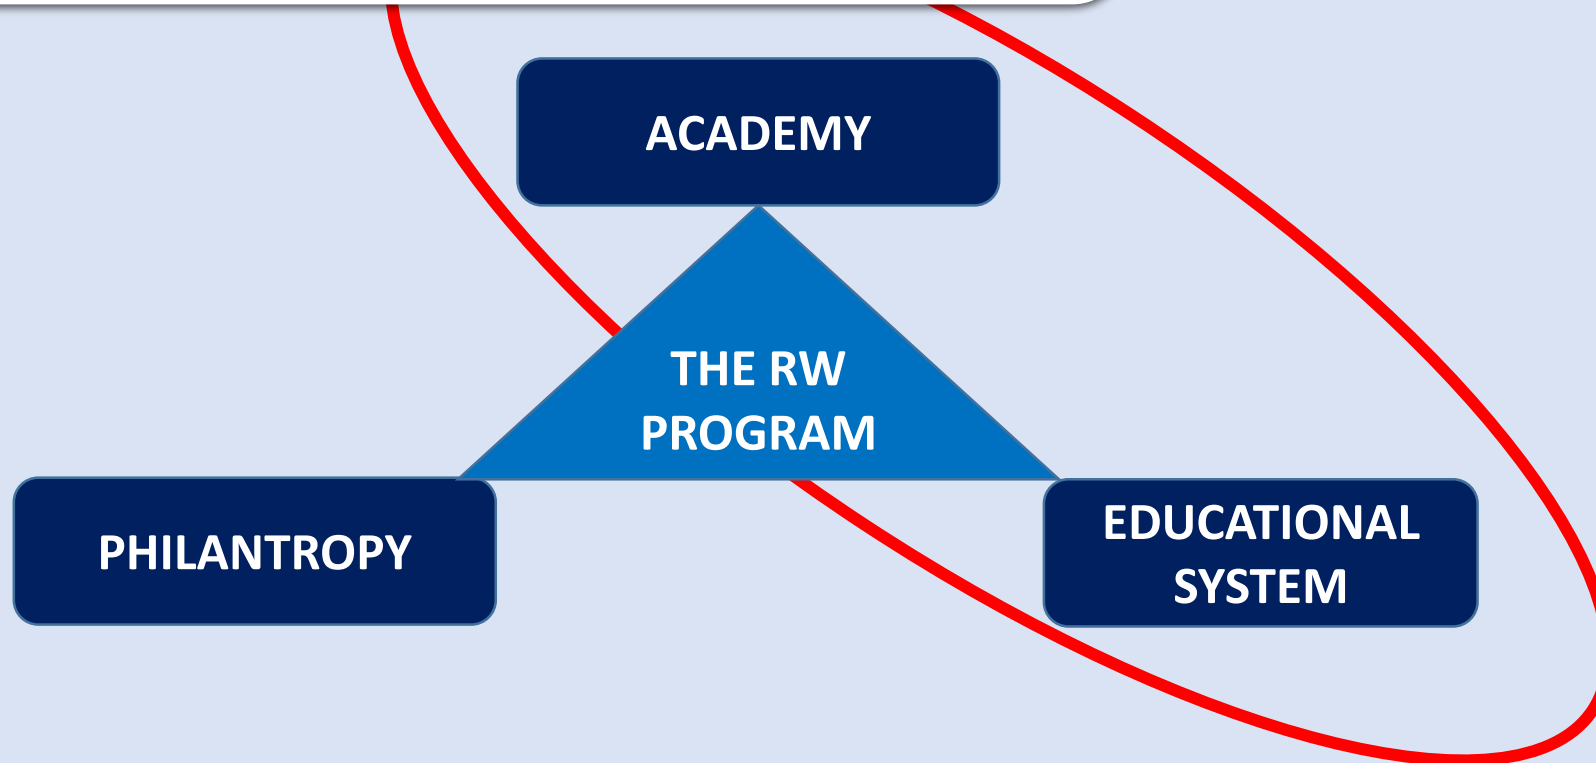 ACADEMY
THE RW
PROGRAM
PHILANTROPY
EDUCATIONAL
SYSTEM